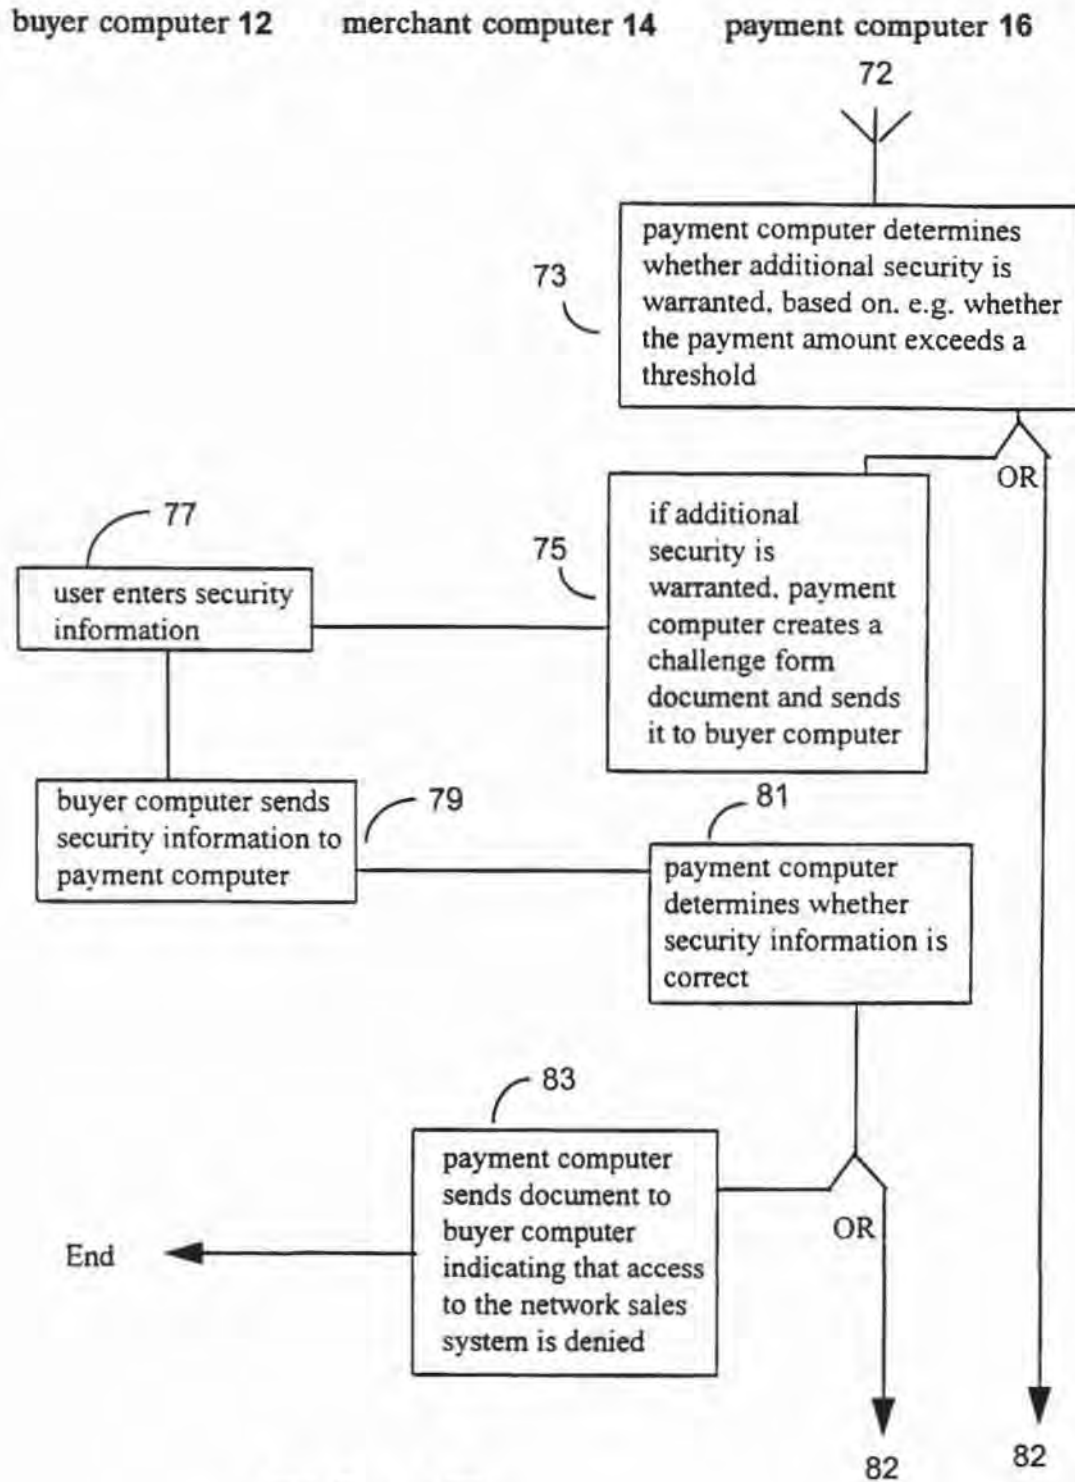 buyer computer 12 merchant computer 14 payment computer 16
72
payment computer determines
whether additional security is
warranted, based on. e.g. whether
the payment amount exceeds a
threshold
73
OR
if additional
security is
warranted, payment
computer creates a
challenge form
document and sends
it to buyer computer
75
77
user enters security
information
buyer computer sends
security information to
payment computer
79
81
payment computer
determines whether
security information is
correct
83
payment computer
sends document to
buyer computer
indicating that access
to the network sales
system is denied
OR
End
82
82